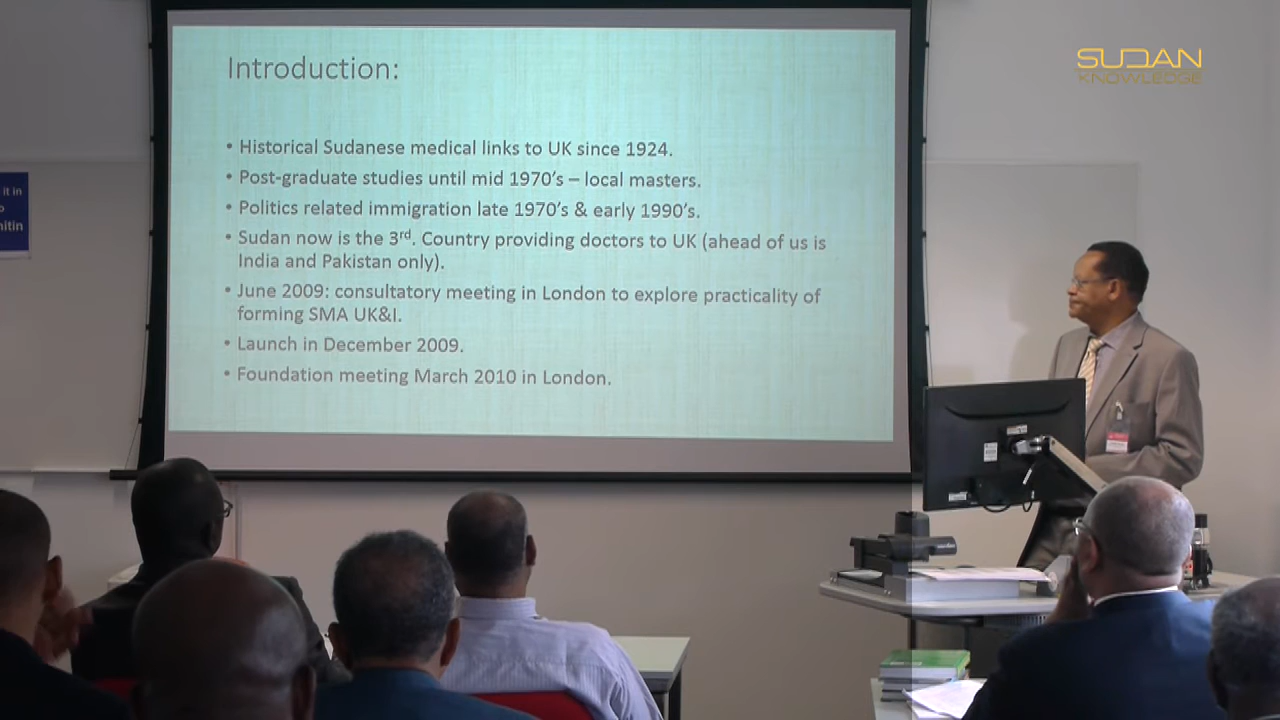 SUDAN
KNOWLEDGE
Introduction:
• Historical Sudanese medical links to UK since 1924.
• Post-graduate studies until mid 1970's – local masters.
• Politics related immigration late 1970's & early 1990's.
• Sudan now is the 3rd. Country providing doctors to UK (ahead of us is
India and Pakistan only).
• June 2009: consultatory meeting in London to explore practicality of
forming SMA UK&I.
• Launch in December 2009.
• Foundation meeting March 2010 in London.
it in